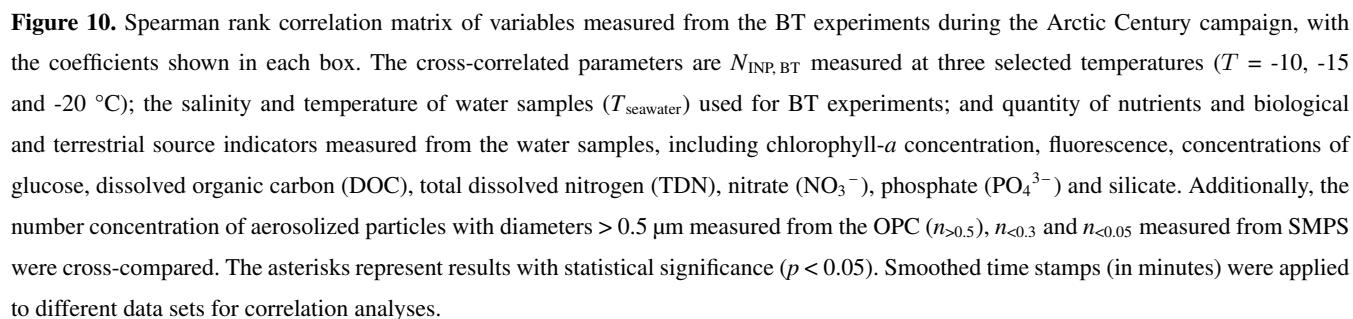 Figure 10. Spearman rank correlation matrix of variables measured from the BT experiments during the Arctic Century campaign, with
the coefficients shown in each box. The cross-correlated parameters are N_INP, BT measured at three selected temperatures (T = -10, -15
and -20 °C); the salinity and temperature of water samples (T_seawater) used for BT experiments; and quantity of nutrients and biological
and terrestrial source indicators measured from the water samples, including chlorophyll-a concentration, fluorescence, concentrations of
glucose, dissolved organic carbon (DOC), total dissolved nitrogen (TDN), nitrate (NO₃⁻), phosphate (PO₄³⁻) and silicate. Additionally, the
number concentration of aerosolized particles with diameters > 0.5 µm measured from the OPC (n_>0.5), n_<0.3 and n_<0.05 measured from SMPS
were cross-compared. The asterisks represent results with statistical significance (p < 0.05). Smoothed time stamps (in minutes) were applied
to different data sets for correlation analyses.